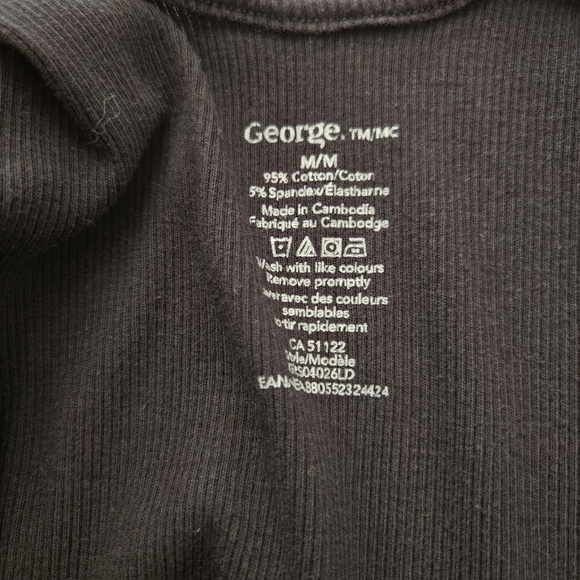 George. TM/MC
M/M
95% Cotton/Coton
5% Spandex/Élasthanne
Made in Cambodia
Fabriqué au Cambodge
Wash with like colours
Remove promptly
avec des couleurs
semblables
rapidement
CA 51122
Style/Modèle